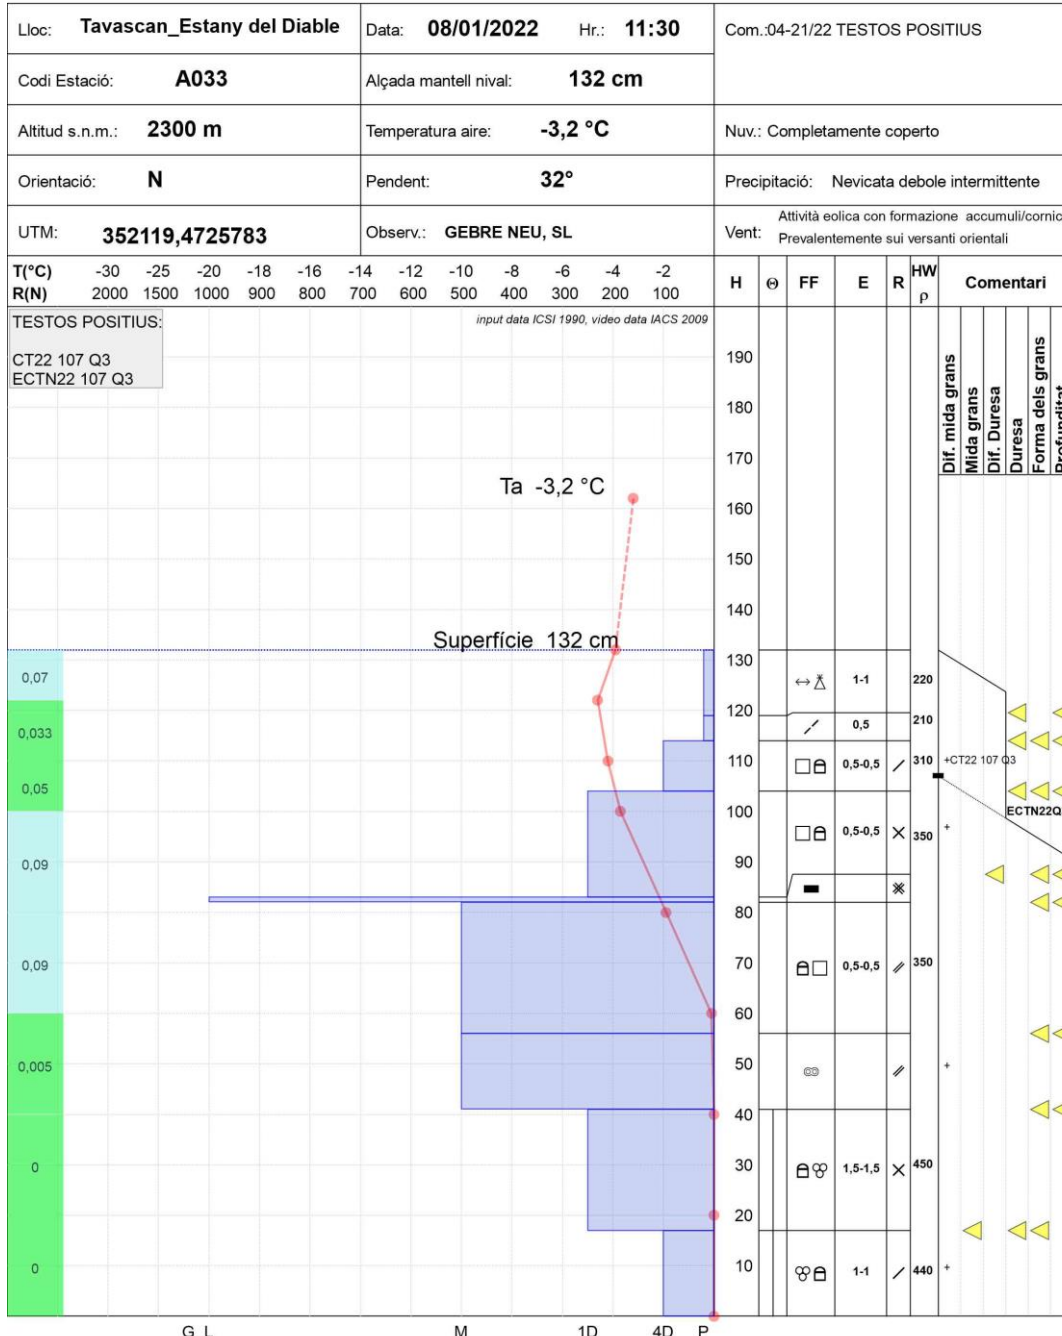 Lloc: Tavascan_Estany del Diable Data: 08/01/2022 Hr.: 11:30 Com.:04-21/22 TESTOS POSITIUS
Codi Estació: A033 Alçada mantell nival: 132 cm
Altitud s.n.m.: 2300 m Temperatura aire: -3,2 °C Nuv.: Completamente coperto
Orientació: N Pendent: 32° Precipitació: Nevicata debole intermittente
UTM: 352119,4725783 Observ.: GEBRE NEU, SL Vent: Attività eolica con formazione accumuli/cornic
Prevalentemente sui versanti orientali
T(°C) -30 -25 -20 -18 -16 -14 -12 -10 -8 -6 -4 -2
R(N) 2000 1500 1000 900 800 700 600 500 400 300 200 100
H Θ FF E R HW ρ Comentari
TESTOS POSITIUS:
CT22 107 Q3
ECTN22 107 Q3
input data ICSI 1990, video data IACS 2009
Dif. mida grans
Mida grans
Dif. Duresa
Duresa
Forma dels grans
Profunditat
190
180
170
Ta -3,2 °C
160
150
140
Superfície 132 cm
130
0,07 1-1 220
120
0,033 0,5 210
110 0,5-0,5 310 +CT22 107 Q3
0,05
100 ECTN22Q
0,5-0,5 350 +
0,09 90
80
0,09 70 0,5-0,5 350
60
0,005 50 +
40
0 30 1,5-1,5 450
20
0 10 1-1 440 +
G L M 1D 4D P